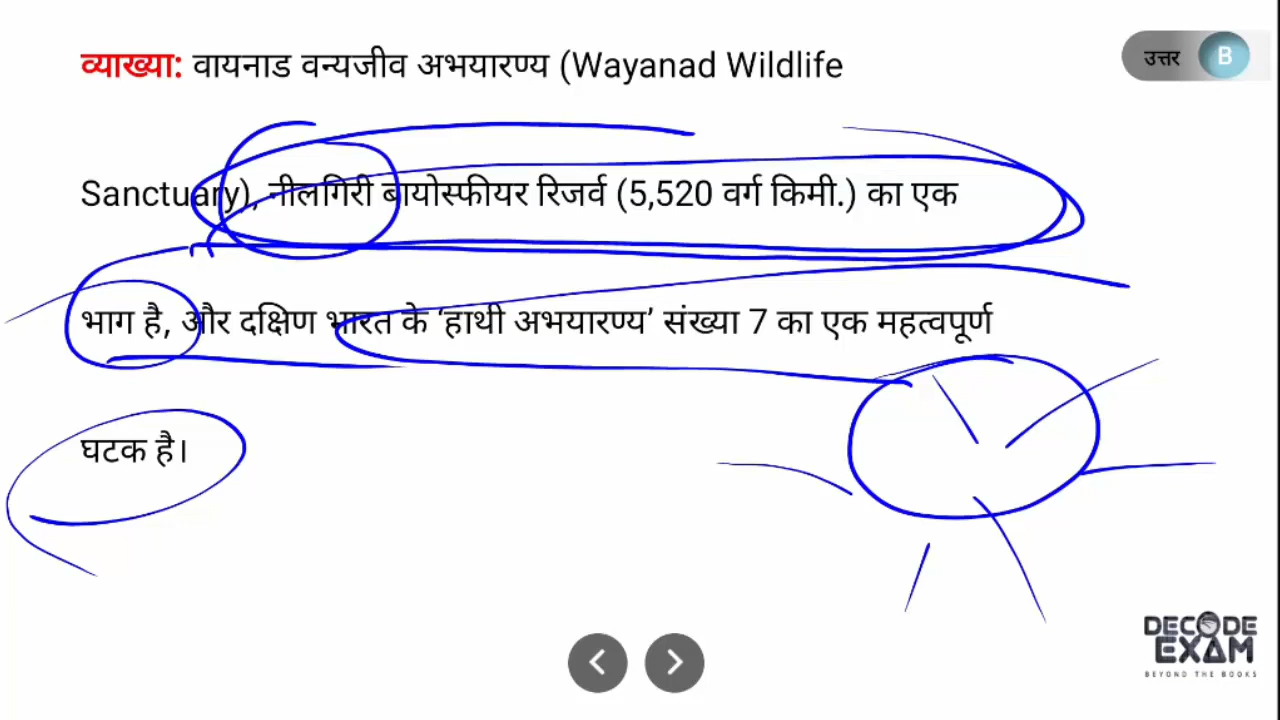 व्याख्या: वायनाड वन्यजीव अभयारण्य (Wayanad Wildlife
उत्तर B
Sanctuary), नीलगिरी बायोस्फीयर रिजर्व (5,520 वर्ग किमी.) का एक
भाग है, और दक्षिण भारत के ‘हाथी अभयारण्य’ संख्या 7 का एक महत्वपूर्ण
घटक है।
DECODE
EXAM
BEYOND THE BOOKS